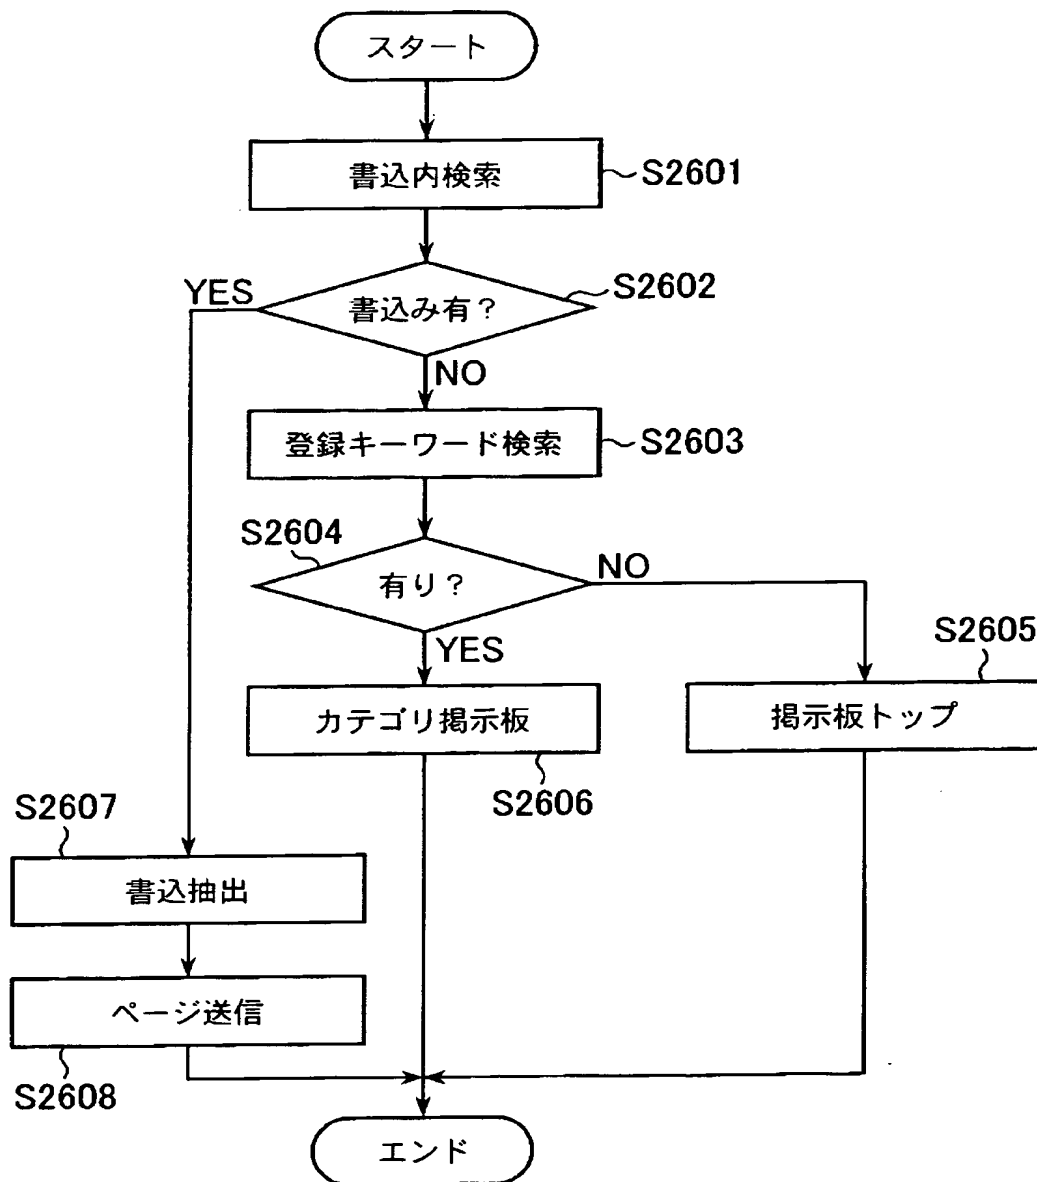 スタート
書込内検索
S2601
YES
書込み有?
S2602
NO
登録キーワード検索
S2603
S2604
有り?
NO
YES
S2605
カテゴリ掲示板
掲示板トップ
S2606
S2607
書込抽出
ページ送信
S2608
エンド